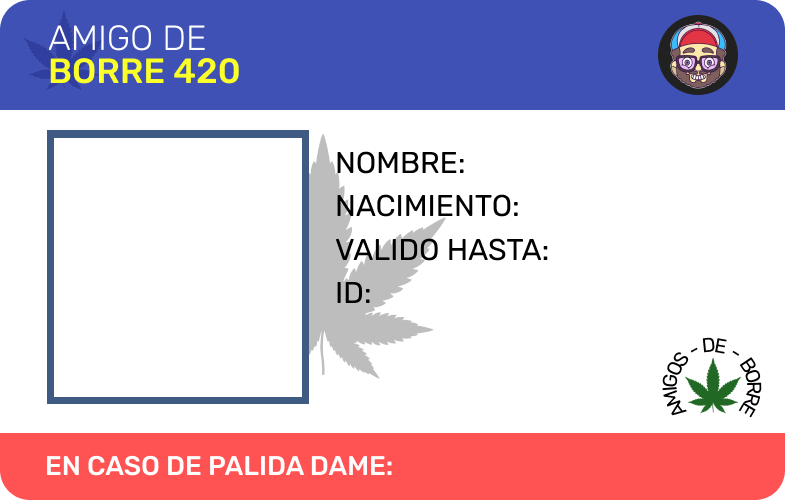 AMIGO DE
BORRE 420
NOMBRE:
NACIMIENTO:
VALIDO HASTA:
ID:
AMIGOS - DE - BORRE
EN CASO DE PALIDA DAME: